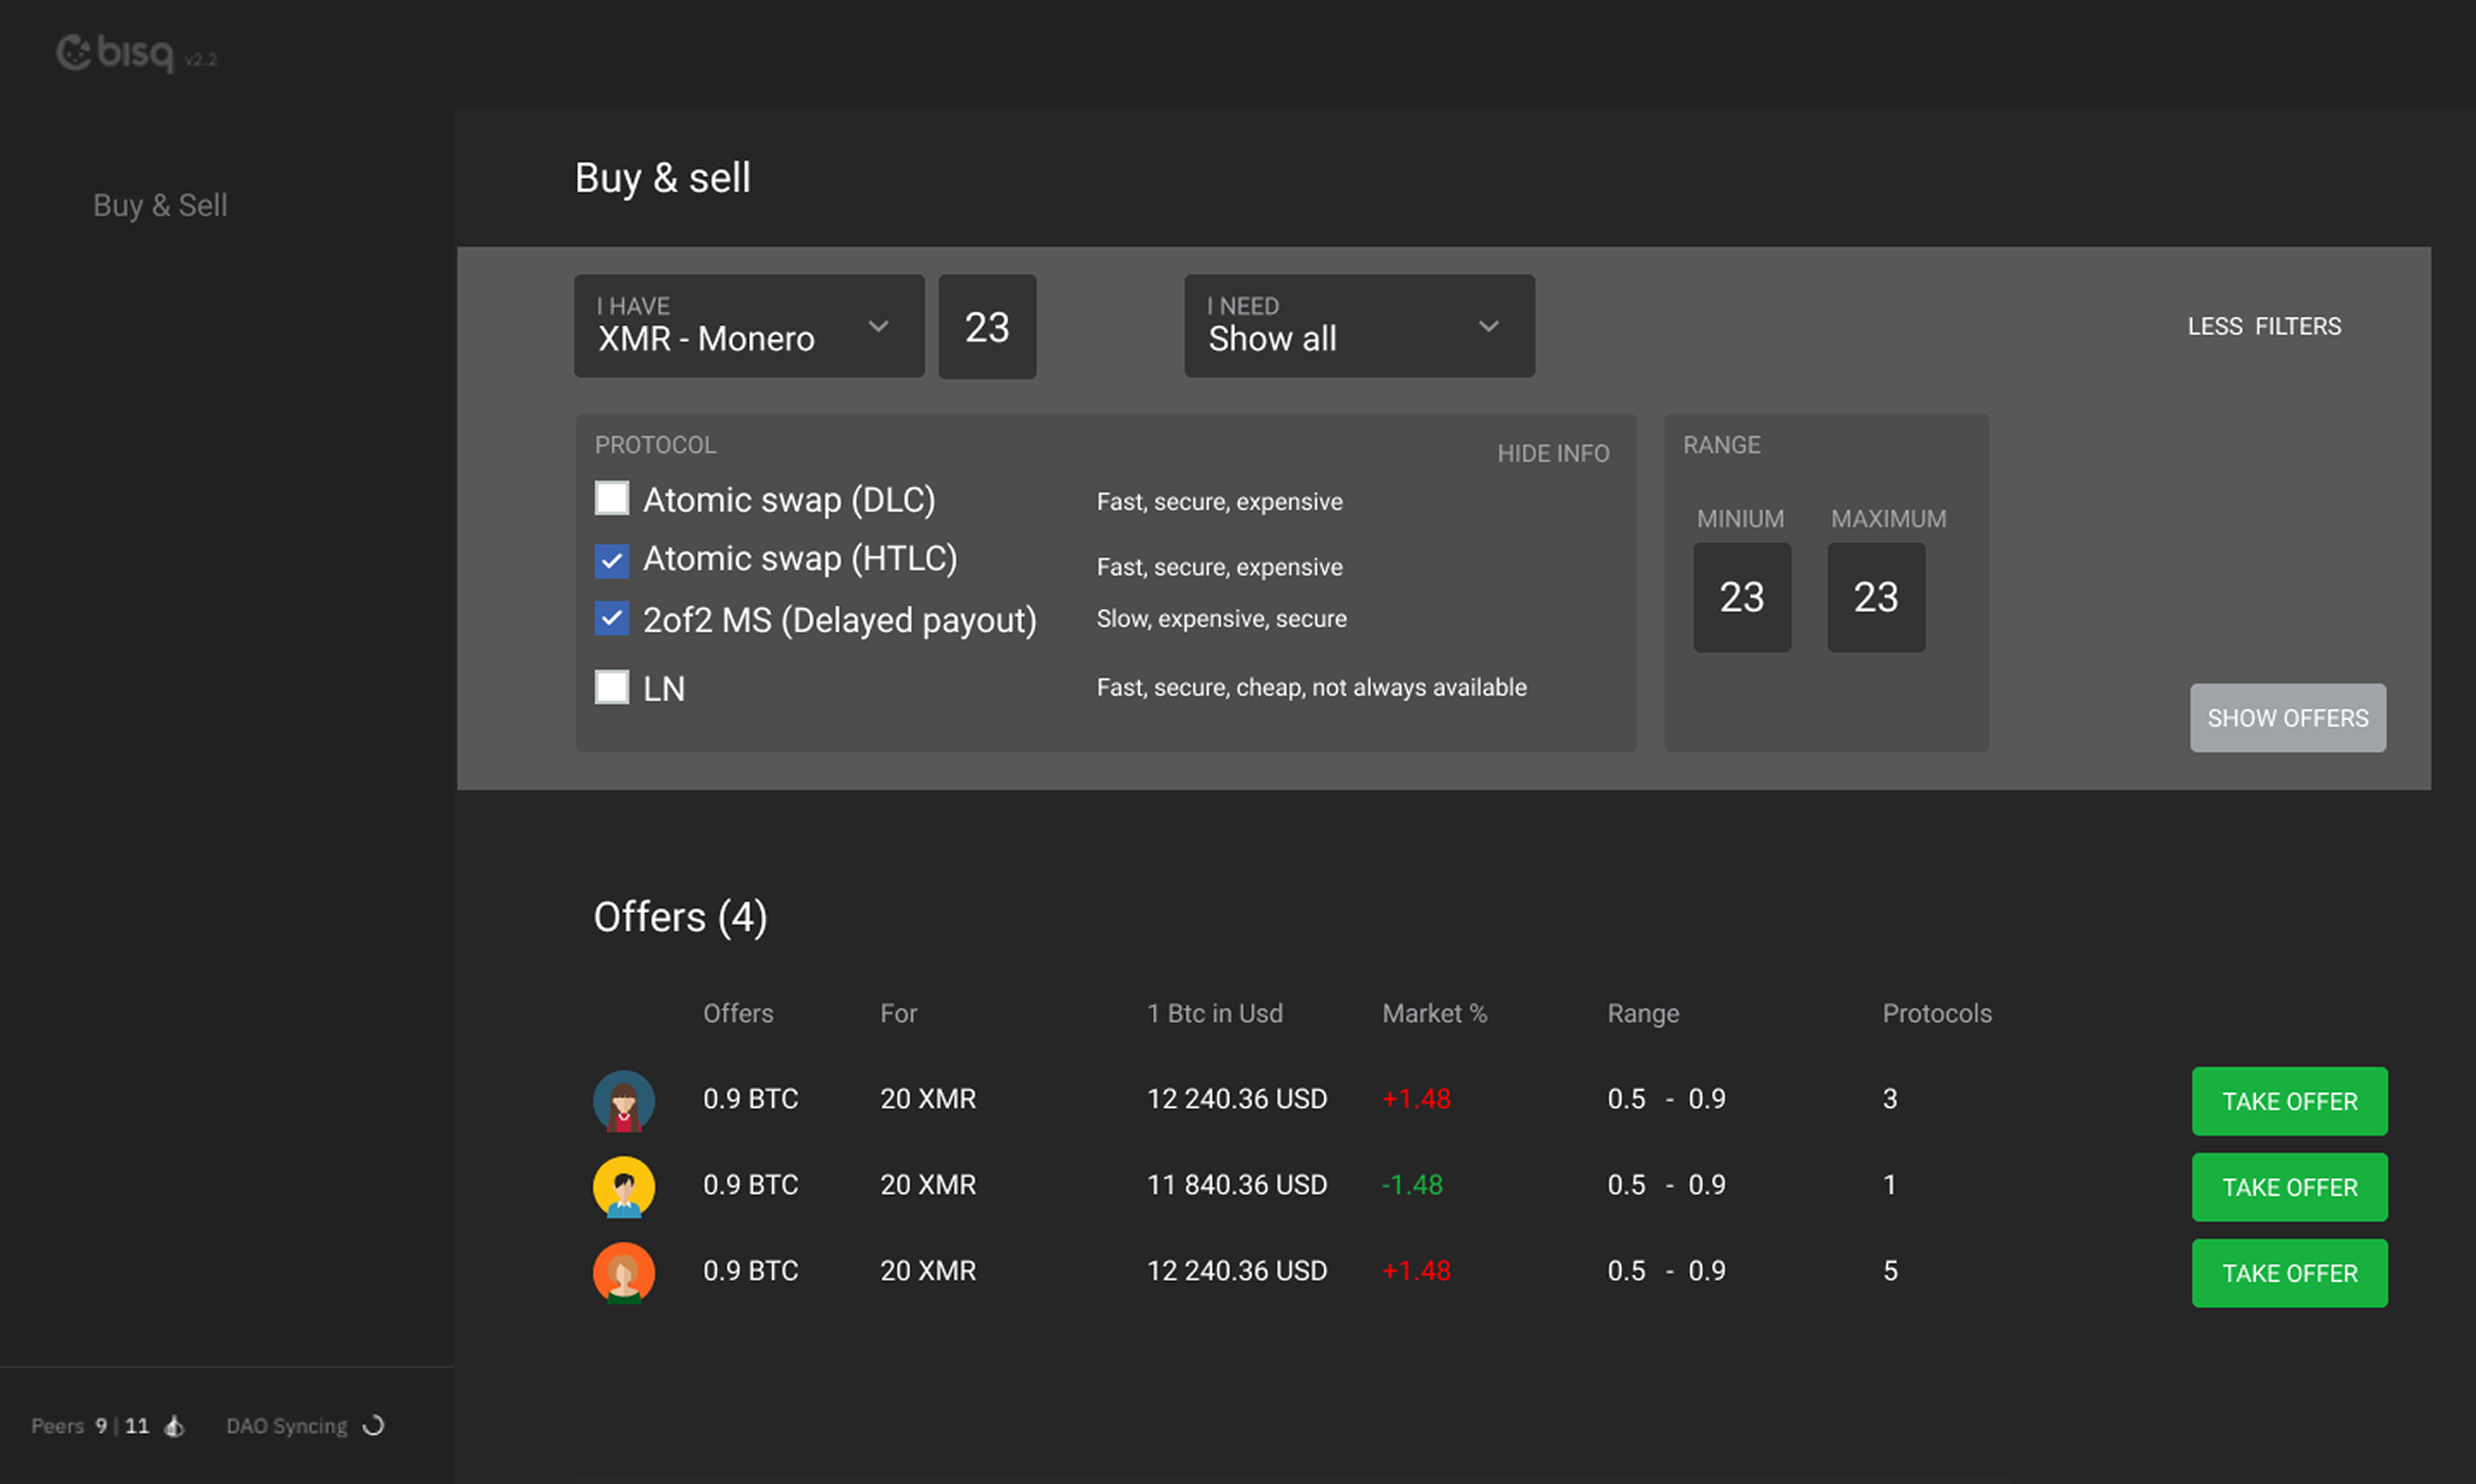 bisq v2.2
Buy & Sell
Buy & sell
I HAVE
XMR - Monero
23
I NEED
Show all
LESS FILTERS
PROTOCOL
HIDE INFO
Atomic swap (DLC) Fast, secure, expensive
Atomic swap (HTLC) Fast, secure, expensive
2of2 MS (Delayed payout) Slow, expensive, secure
LN Fast, secure, cheap, not always available
RANGE
MINIUM MAXIMUM
23 23
SHOW OFFERS
Offers (4)
Offers For 1 Btc in Usd Market % Range Protocols
0.9 BTC 20 XMR 12 240.36 USD +1.48 0.5 - 0.9 3 TAKE OFFER
0.9 BTC 20 XMR 11 840.36 USD -1.48 0.5 - 0.9 1 TAKE OFFER
0.9 BTC 20 XMR 12 240.36 USD +1.48 0.5 - 0.9 5 TAKE OFFER
Peers 9 | 11 DAO Syncing